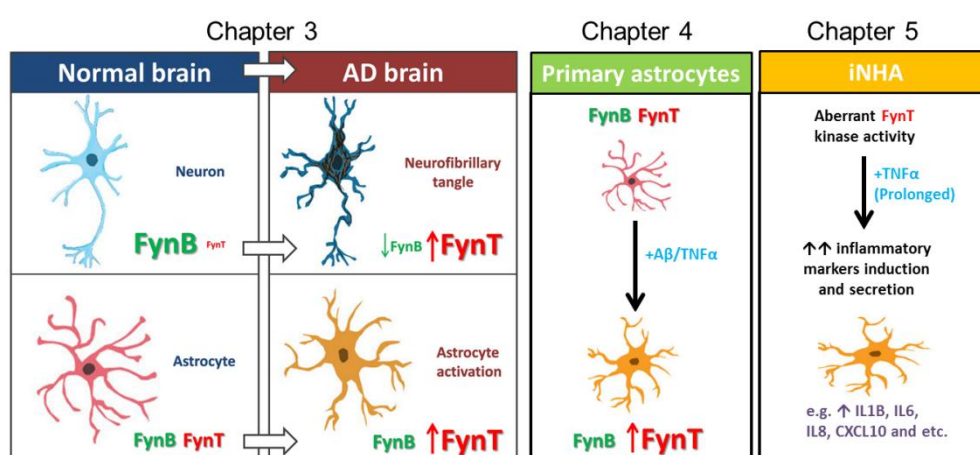 Chapter 3
Chapter 4
Chapter 5
Normal brain
AD brain
Primary astrocytes
iNHA
Neuron
FynB FynT
Neurofibrillary
tangle
↓FynB ↑FynT
Astrocyte
FynB FynT
Astrocyte
activation
FynB ↑FynT
FynB FynT
+Aβ/TNFα
FynB ↑FynT
Aberrant FynT
kinase activity
+TNFα
(Prolonged)
↑↑ inflammatory
markers induction
and secretion
e.g. ↑ IL1B, IL6,
IL8, CXCL10 and etc.